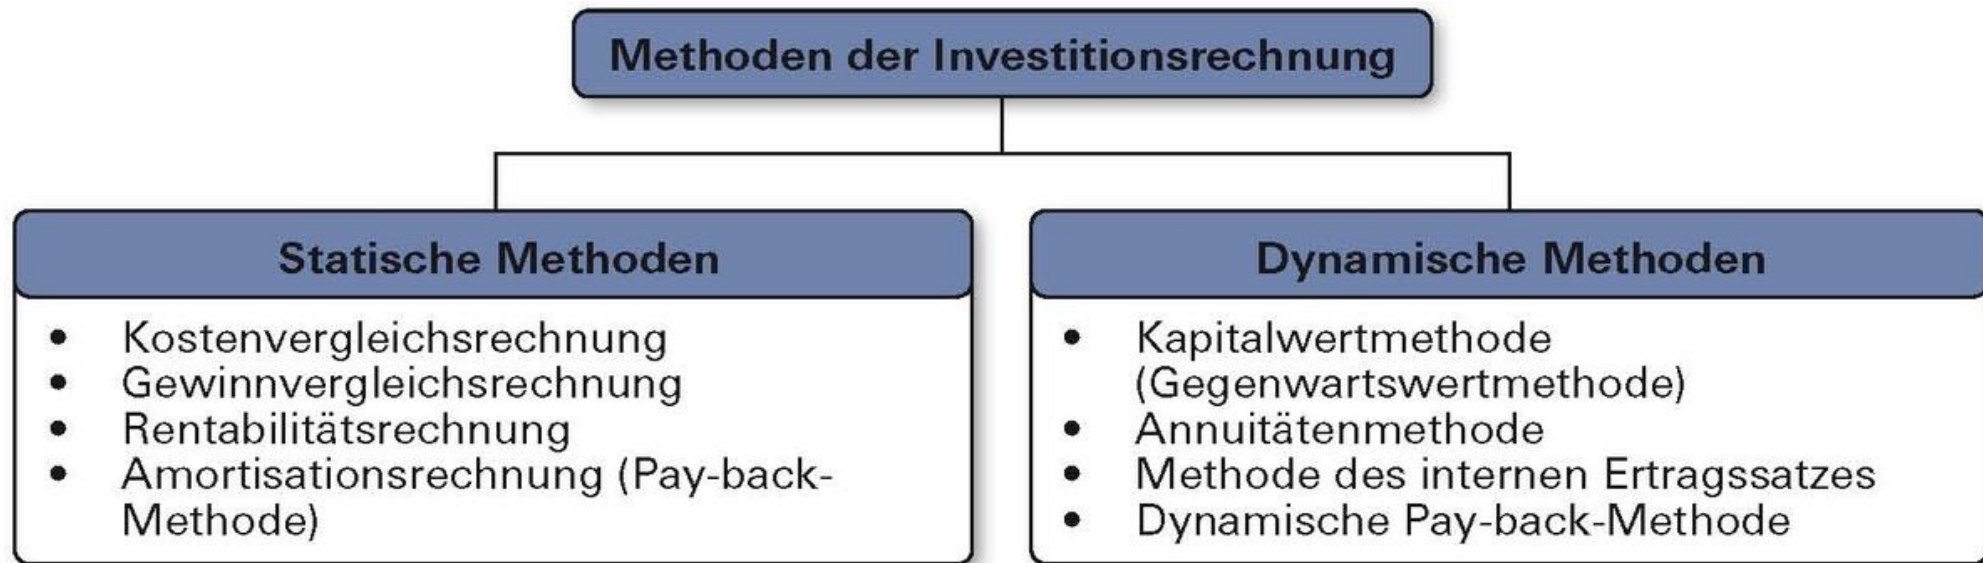 Methoden der Investitionsrechnung
Statische Methoden
• Kostenvergleichsrechnung
• Gewinnvergleichsrechnung
• Rentabilitätsrechnung
• Amortisationsrechnung (Pay-back-
Methode)
Dynamische Methoden
• Kapitalwertmethode
(Gegenwartswertmethode)
• Annuitätenmethode
• Methode des internen Ertragssatzes
• Dynamische Pay-back-Methode